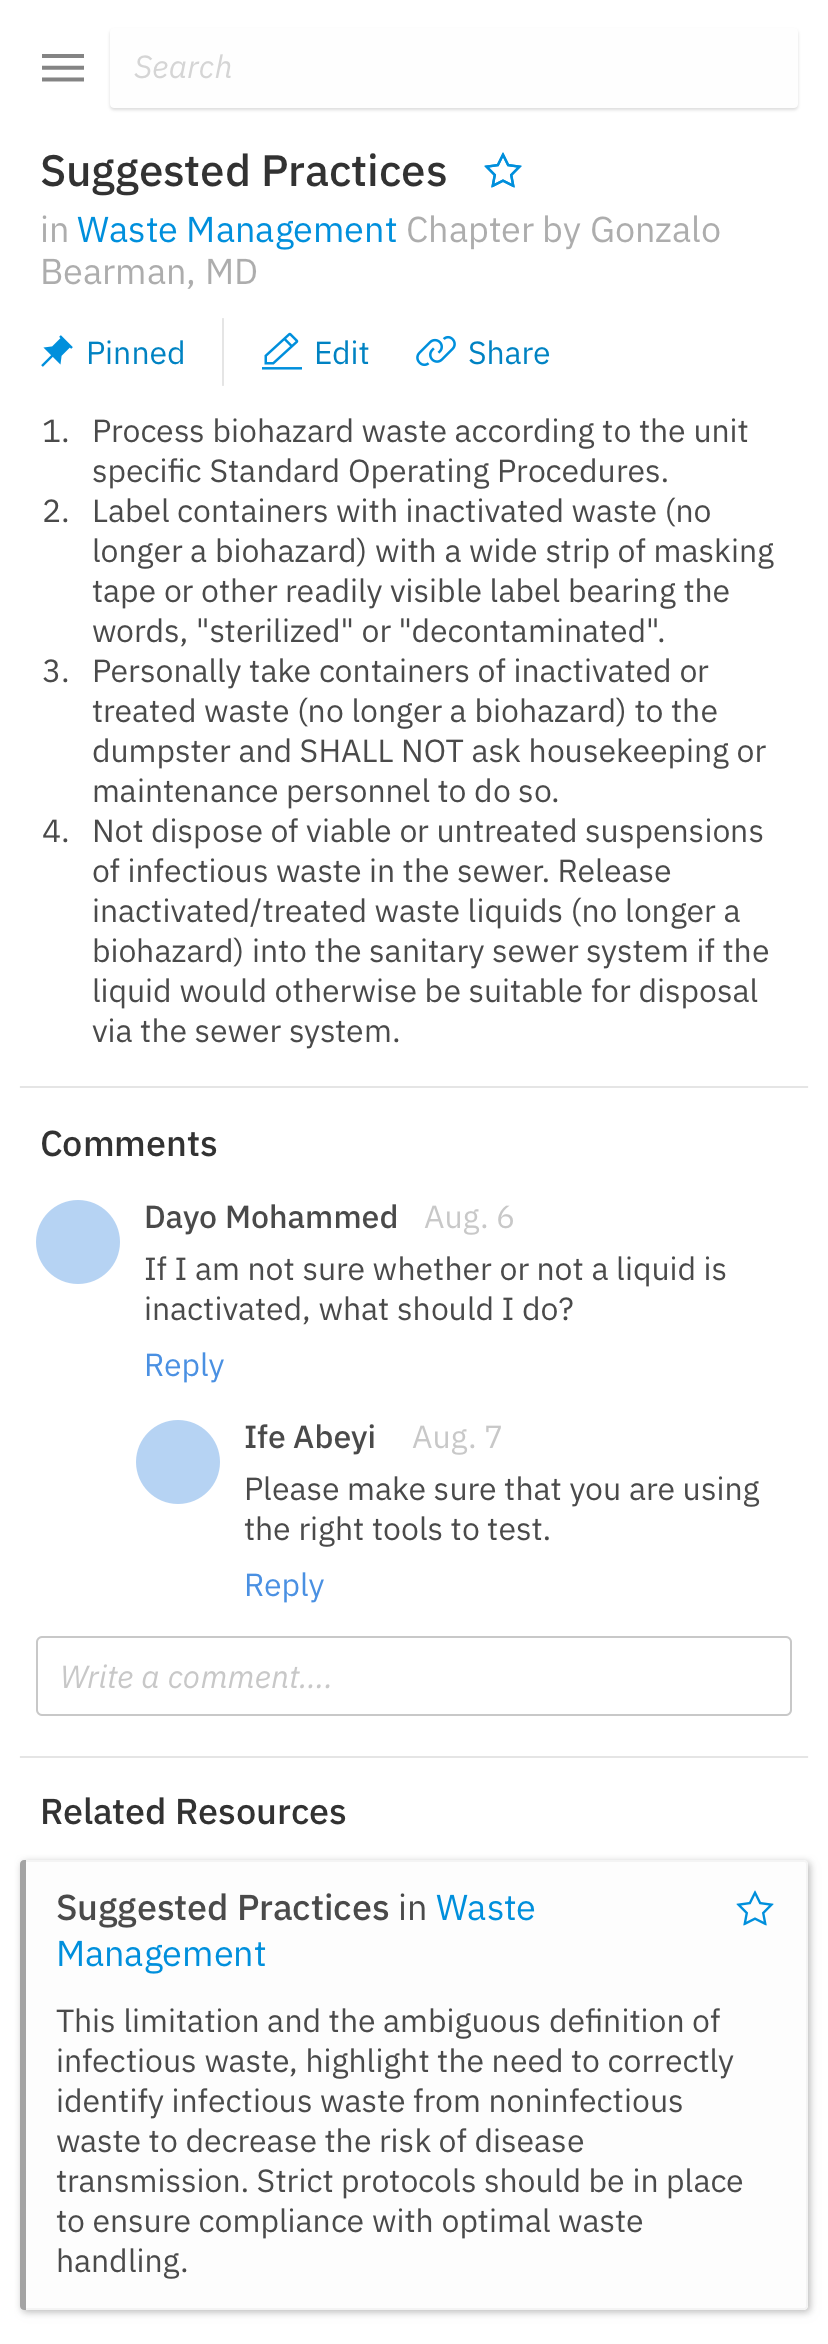 Search
Suggested Practices
in Waste Management Chapter by Gonzalo
Bearman, MD
Pinned
Edit
Share
1. Process biohazard waste according to the unit
specific Standard Operating Procedures.
2. Label containers with inactivated waste (no
longer a biohazard) with a wide strip of masking
tape or other readily visible label bearing the
words, "sterilized" or "decontaminated".
3. Personally take containers of inactivated or
treated waste (no longer a biohazard) to the
dumpster and SHALL NOT ask housekeeping or
maintenance personnel to do so.
4. Not dispose of viable or untreated suspensions
of infectious waste in the sewer. Release
inactivated/treated waste liquids (no longer a
biohazard) into the sanitary sewer system if the
liquid would otherwise be suitable for disposal
via the sewer system.
Comments
Dayo Mohammed Aug. 6
If I am not sure whether or not a liquid is
inactivated, what should I do?
Reply
Ife Abeyi Aug. 7
Please make sure that you are using
the right tools to test.
Reply
Write a comment....
Related Resources
Suggested Practices in Waste
Management
This limitation and the ambiguous definition of
infectious waste, highlight the need to correctly
identify infectious waste from noninfectious
waste to decrease the risk of disease
transmission. Strict protocols should be in place
to ensure compliance with optimal waste
handling.